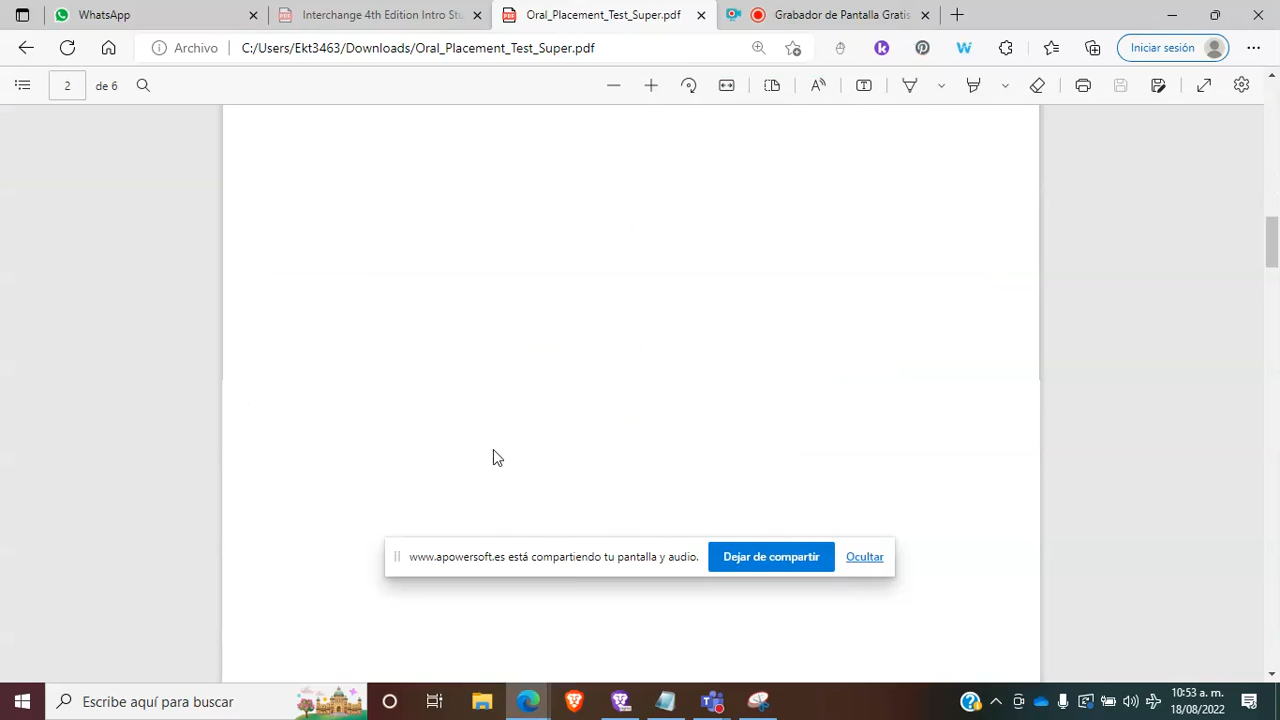 WhatsApp
Interchange 4th Edition Intro Stu
Oral_Placement_Test_Super.pdf
Grabador de Pantalla Gratis
Archivo
C:/Users/Ekt3463/Downloads/Oral_Placement_Test_Super.pdf
Iniciar sesión
2 de 6
www.apowersoft.es está compartiendo tu pantalla y audio.
Dejar de compartir
Ocultar
Escribe aquí para buscar
10:53 a. m.
18/08/2022